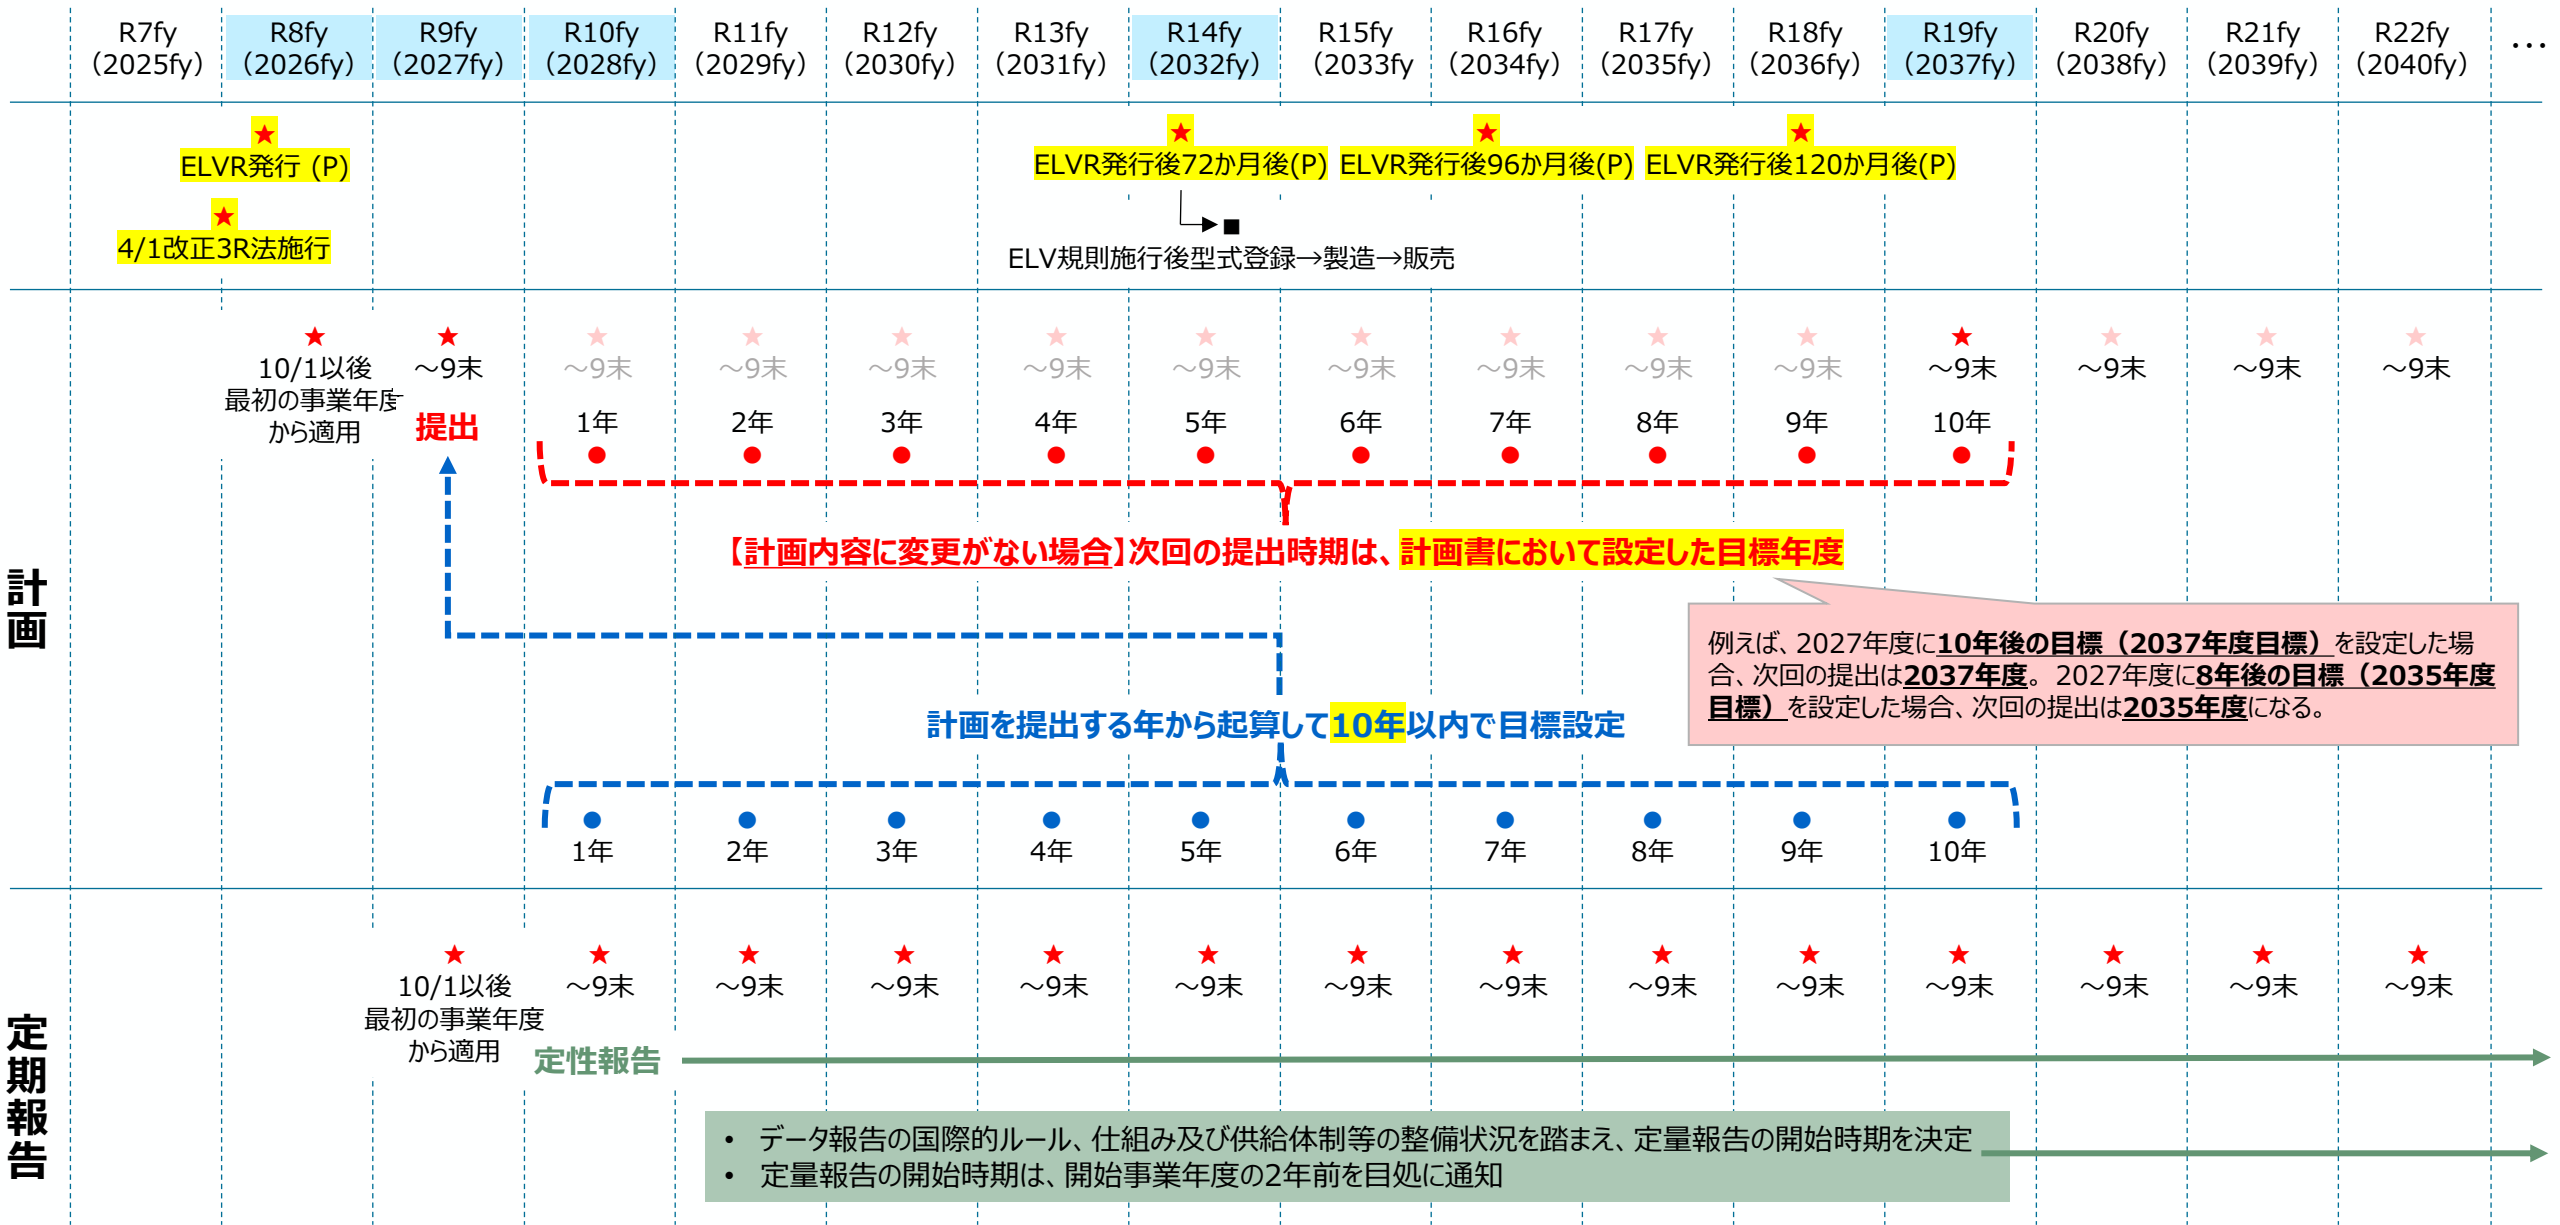 R7fy R8fy R9fy R10fy R11fy R12fy R13fy R14fy R15fy R16fy R17fy R18fy R19fy R20fy R21fy R22fy …
（2025fy） （2026fy） （2027fy） （2028fy） （2029fy） （2030fy） （2031fy） （2032fy） （2033fy （2034fy） （2035fy） （2036fy） （2037fy） （2038fy） （2039fy） （2040fy）
★ ★ ★ ★
ELVR発行 (P) ELVR発行後72か月後(P) ELVR発行後96か月後(P) ELVR発行後120か月後(P)
★
4/1改正3R法施行
■
ELV規則施行後型式登録→製造→販売
計画
★ ★ ★ ★ ★ ★ ★ ★ ★ ★ ★ ★ ★ ★ ★
10/1以後
最初の事業年度
から適用
～9末 ～9末 ～9末 ～9末 ～9末 ～9末 ～9末 ～9末 ～9末 ～9末 ～9末 ～9末 ～9末 ～9末
提出
1年 2年 3年 4年 5年 6年 7年 8年 9年 10年
【計画内容に変更がない場合】次回の提出時期は、計画書において設定した目標年度
例えば、2027年度に10年後の目標（2037年度目標）を設定した場
合、次回の提出は2037年度。2027年度に8年後の目標（2035年度
目標）を設定した場合、次回の提出は2035年度になる。
計画を提出する年から起算して10年以内で目標設定
1年 2年 3年 4年 5年 6年 7年 8年 9年 10年
定期報告
★ ★ ★ ★ ★ ★ ★ ★ ★ ★ ★ ★ ★ ★
10/1以後
最初の事業年度
から適用
～9末 ～9末 ～9末 ～9末 ～9末 ～9末 ～9末 ～9末 ～9末 ～9末 ～9末 ～9末 ～9末
定性報告
• データ報告の国際的ルール、仕組み及び供給体制等の整備状況を踏まえ、定量報告の開始時期を決定
• 定量報告の開始時期は、開始事業年度の2年前を目処に通知